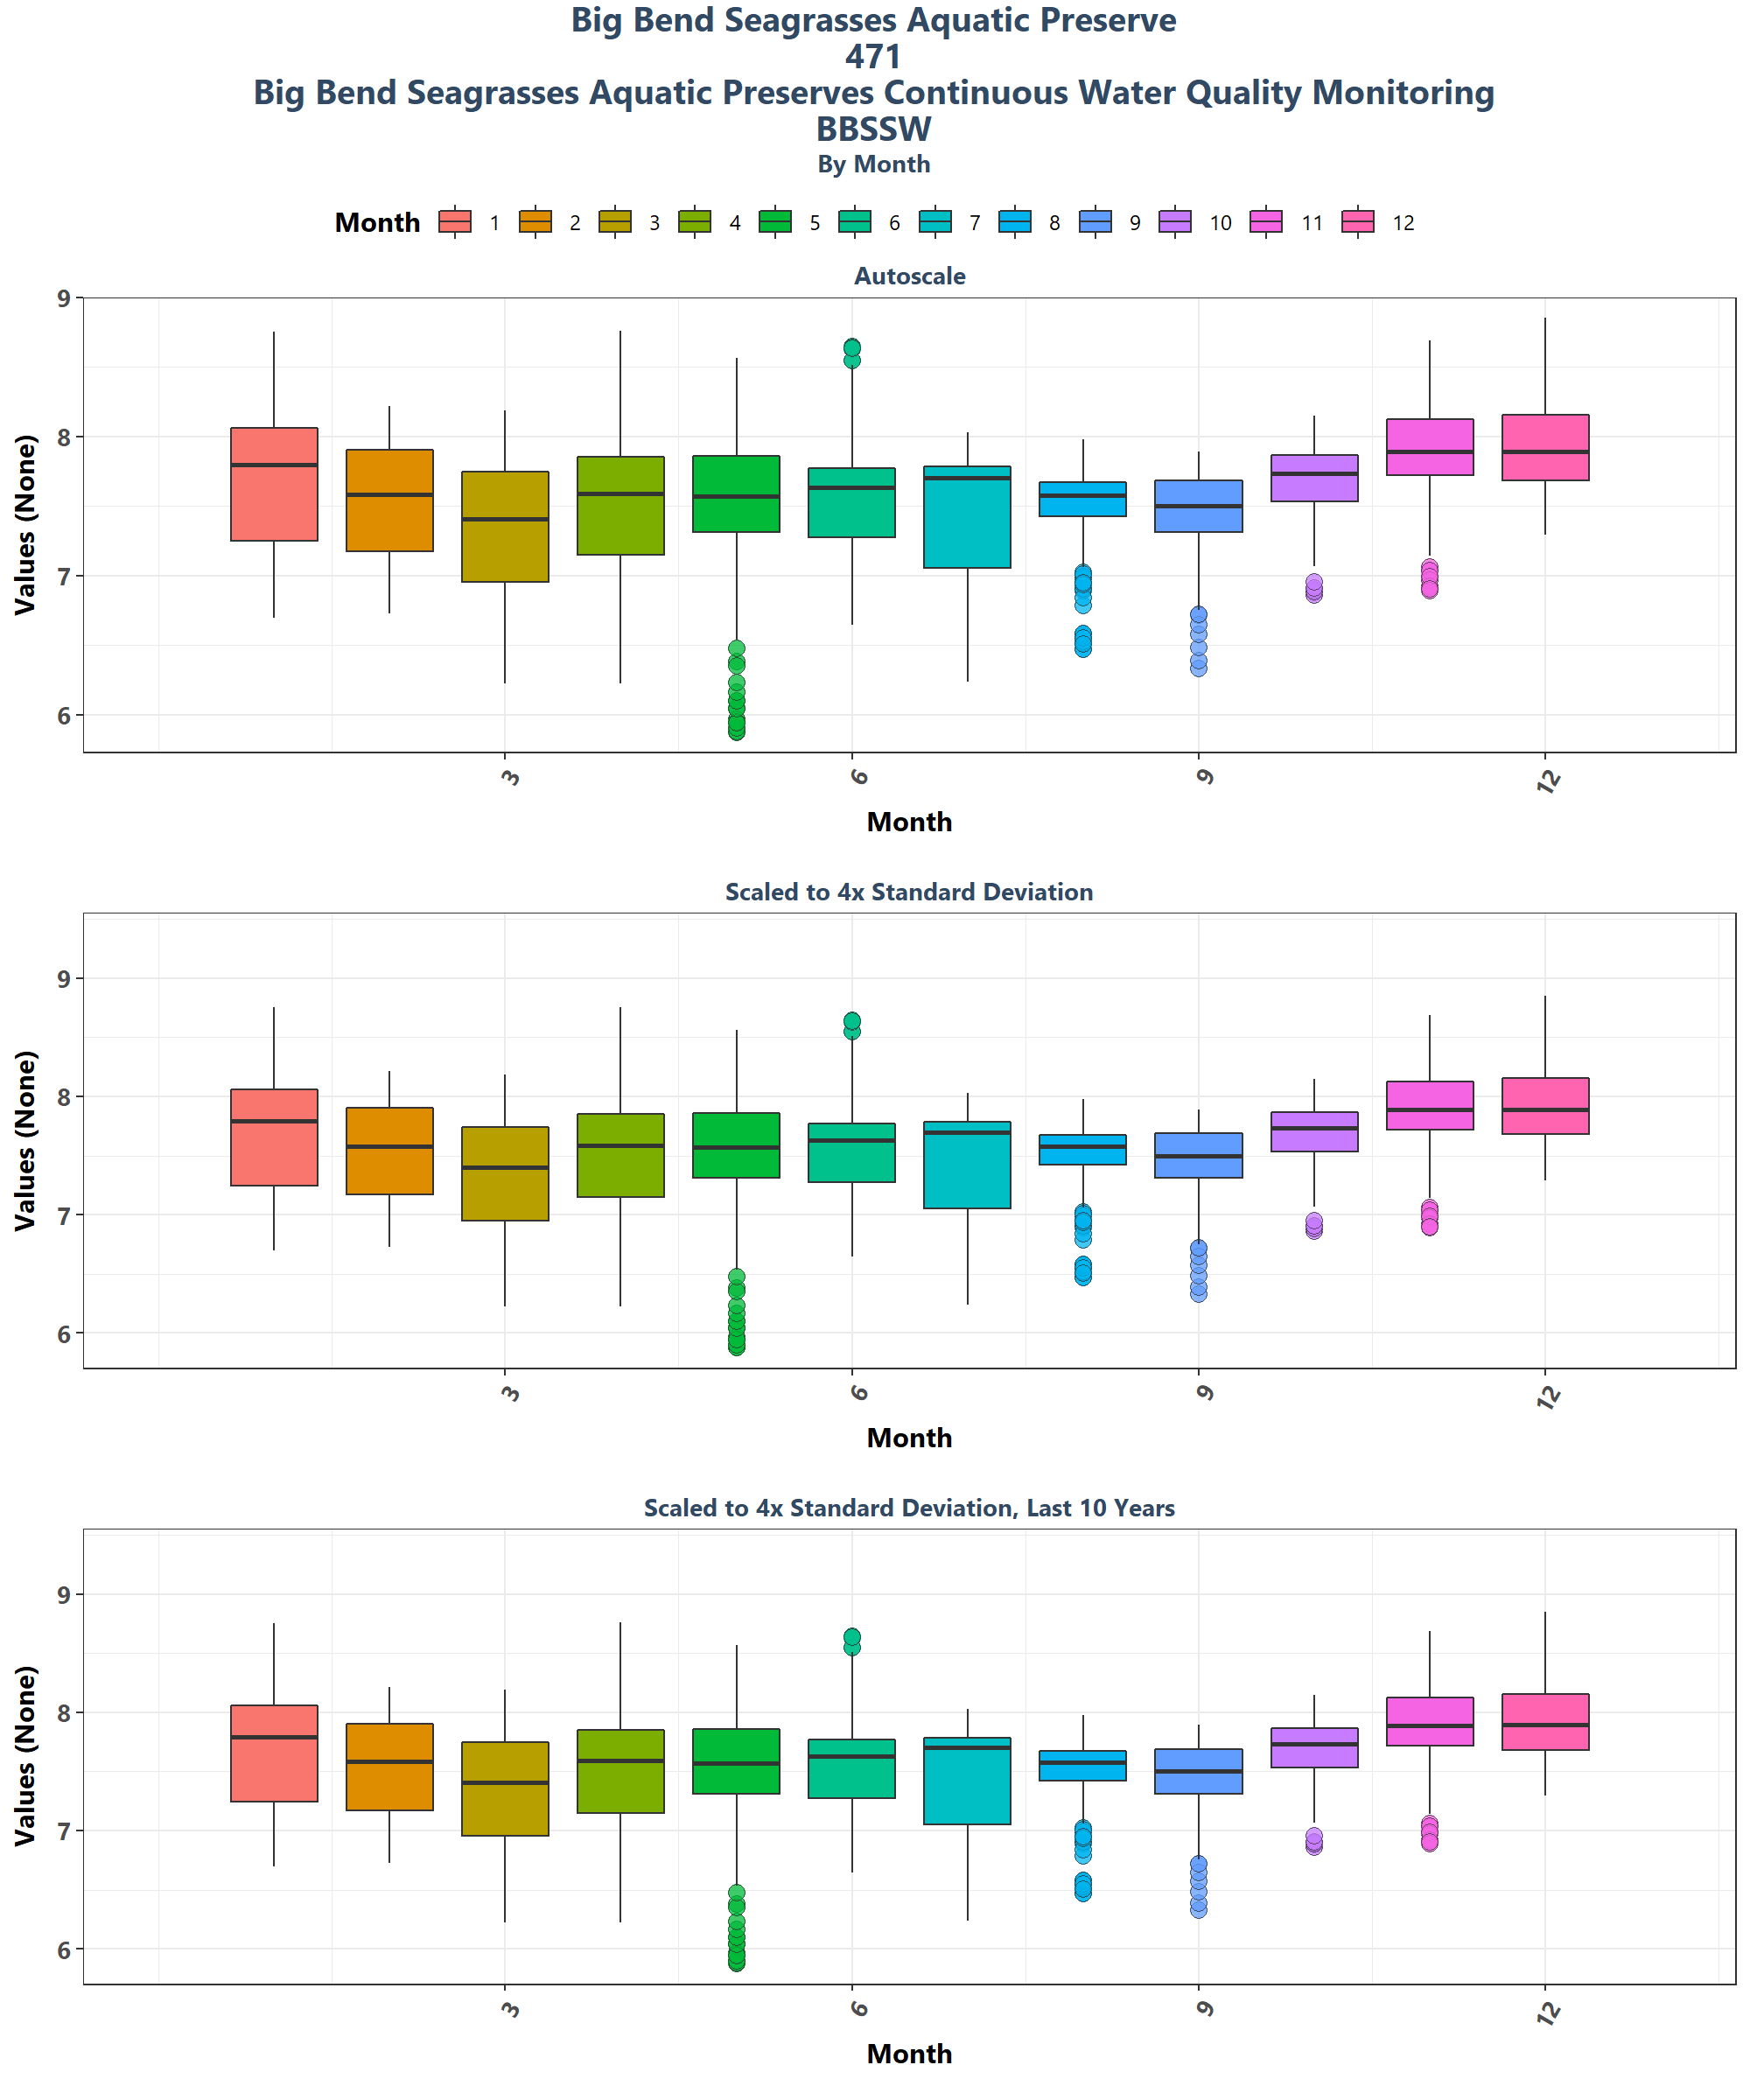 Big Bend Seagrasses Aquatic Preserve
471
Big Bend Seagrasses Aquatic Preserves Continuous Water Quality Monitoring
BBSSW
By Month
Month 1 2 3 4 5 6 7 8 9 10 11 12
Autoscale
Values (None)
9
8
7
6
3 6 9 12
Month
Scaled to 4x Standard Deviation
Values (None)
9
8
7
6
3 6 9 12
Month
Scaled to 4x Standard Deviation, Last 10 Years
Values (None)
9
8
7
6
3 6 9 12
Month